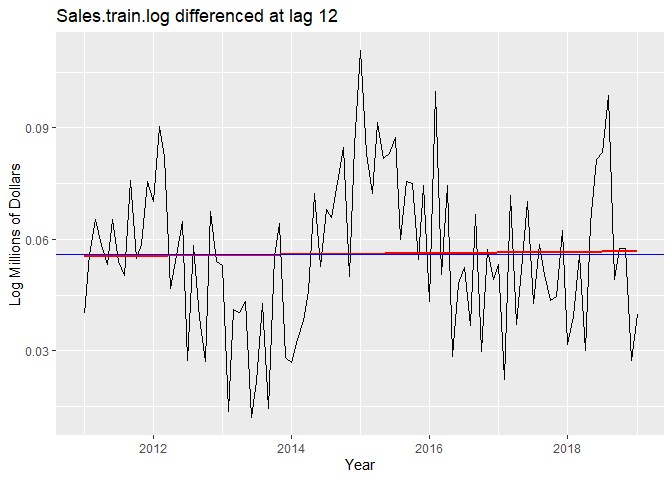 Sales.train.log differenced at lag 12
Log Millions of Dollars
0.09
0.06
0.03
2012
2014
2016
2018
Year